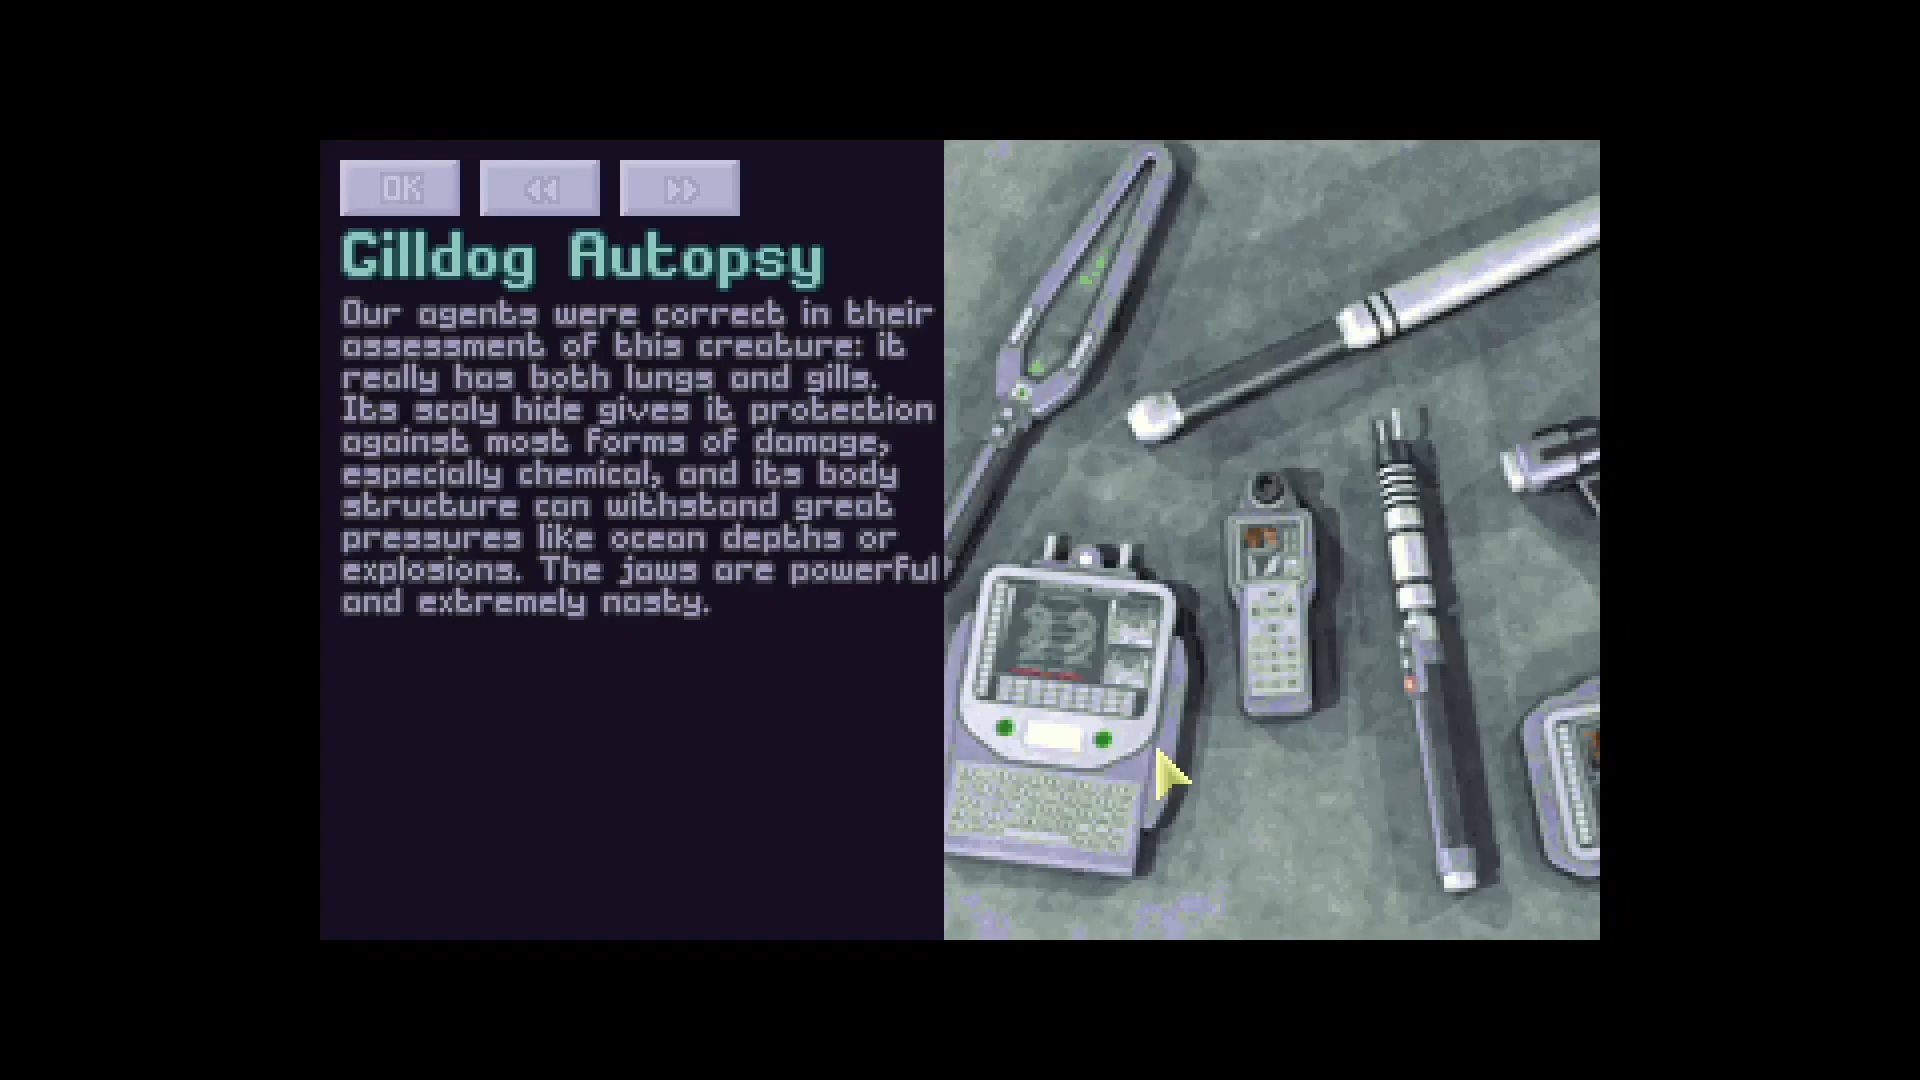 OK
Gilldog Autopsy
Our agents were correct in their
assessment of this creature: it
really has both lungs and gills.
Its scaly hide gives it protection
against most forms of damage,
especially chemical, and its body
structure can withstand great
pressures like ocean depths or
explosions. The jaws are powerful
and extremely nasty.